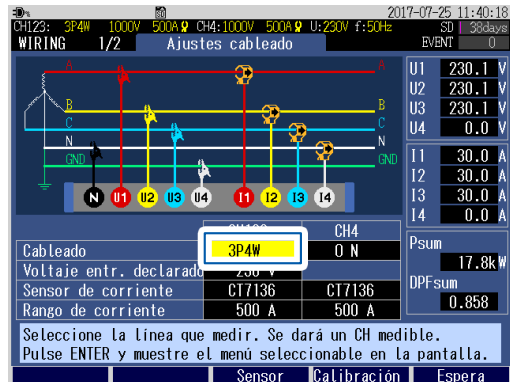 2017-07-25 11:40:18
CH123: 3P4W 1000V 500A CH4:1000V 500A U:230V f:50Hz SD 38days
WIRING 1/2 Ajustes cableado EVENT 0
A A
B B
C C
N N
GND GND
N U1 U2 U3 U4 I1 I2 I3 I4
U1 230.1 V
U2 230.1 V
U3 230.1 V
U4 0.0 V
I1 30.0 A
I2 30.0 A
I3 30.0 A
I4 0.0 A
Psum
17.8kW
DPFsum
0.858
CH4
Cableado 3P4W ON
Voltaje entr. declarado 230 V
Sensor de corriente CT7136 CT7136
Rango de corriente 500 A 500 A
Seleccione la línea que medir. Se dará un CH medible.
Pulse ENTER y muestre el menú seleccionable en la pantalla.
Sensor Calibración Espera